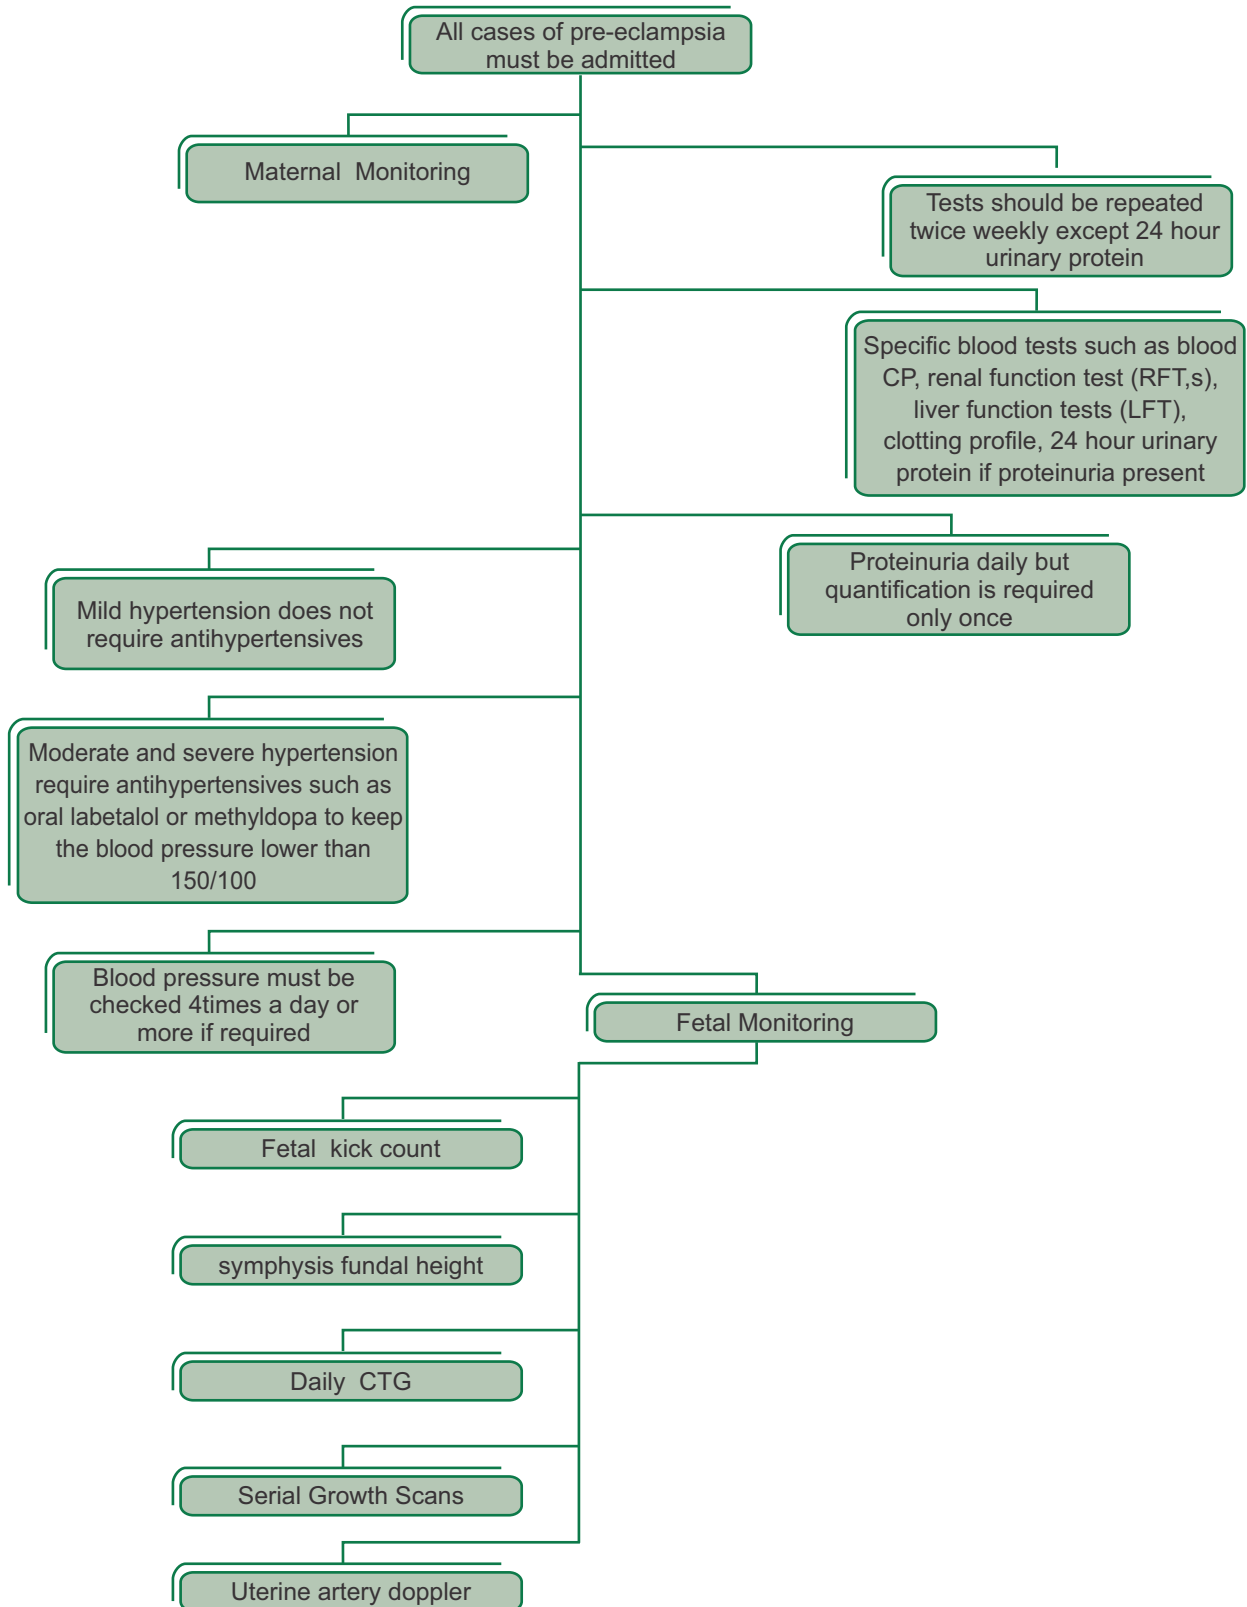 All cases of pre-eclampsia
must be admitted
Maternal  Monitoring
Tests should be repeated
twice weekly except 24 hour
urinary protein
Specific blood tests such as blood
CP, renal function test (RFT,s),
liver function tests (LFT),
clotting profile, 24 hour urinary
protein if proteinuria present
Proteinuria daily but
quantification is required
only once
Mild hypertension does not
require antihypertensives
Moderate and severe hypertension
require antihypertensives such as
oral labetalol or methyldopa to keep
the blood pressure lower than
150/100
Blood pressure must be
checked 4times a day or
more if required
Fetal Monitoring
Fetal  kick count
symphysis fundal height
Daily  CTG
Serial Growth Scans
Uterine artery doppler